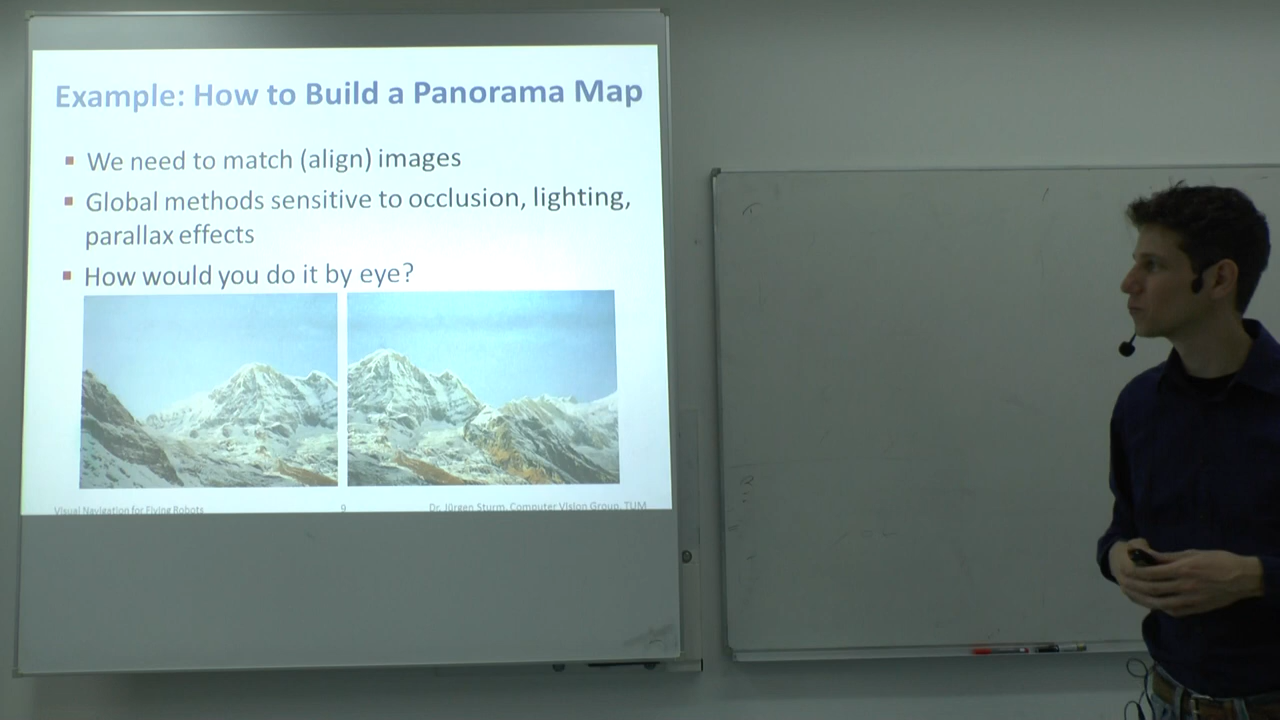 Example: How to Build a Panorama Map
▪ We need to match (align) images
▪ Global methods sensitive to occlusion, lighting,
parallax effects
▪ How would you do it by eye?
Visual Navigation for Flying Robots
9
Dr. Jürgen Sturm, Computer Vision Group, TUM